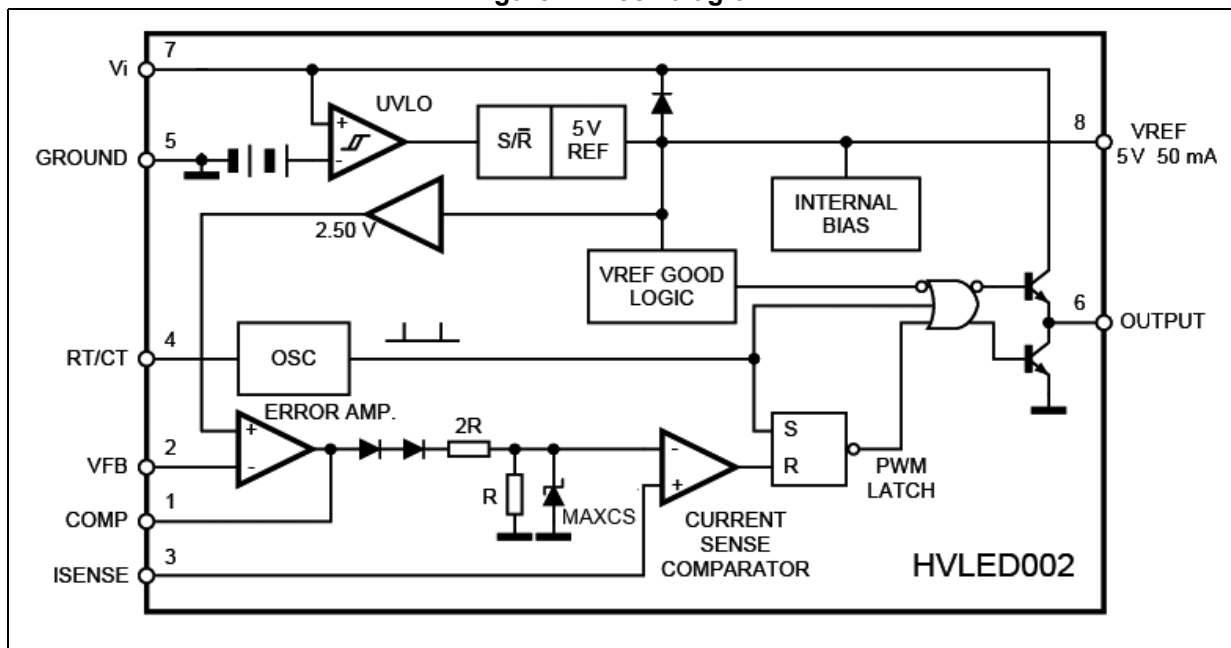 7
Vi
UVLO
+
-
S/R̅
5 V
REF
8
VREF
5 V 50 mA
5
GROUND
INTERNAL
BIAS
2.50 V
VREF GOOD
LOGIC
6
OUTPUT
4
RT/CT
OSC
ERROR AMP.
+
-
2R
S
R
-
+
2
VFB
PWM
LATCH
R
MAXCS
1
COMP
CURRENT
SENSE
COMPARATOR
3
ISENSE
HVLED002